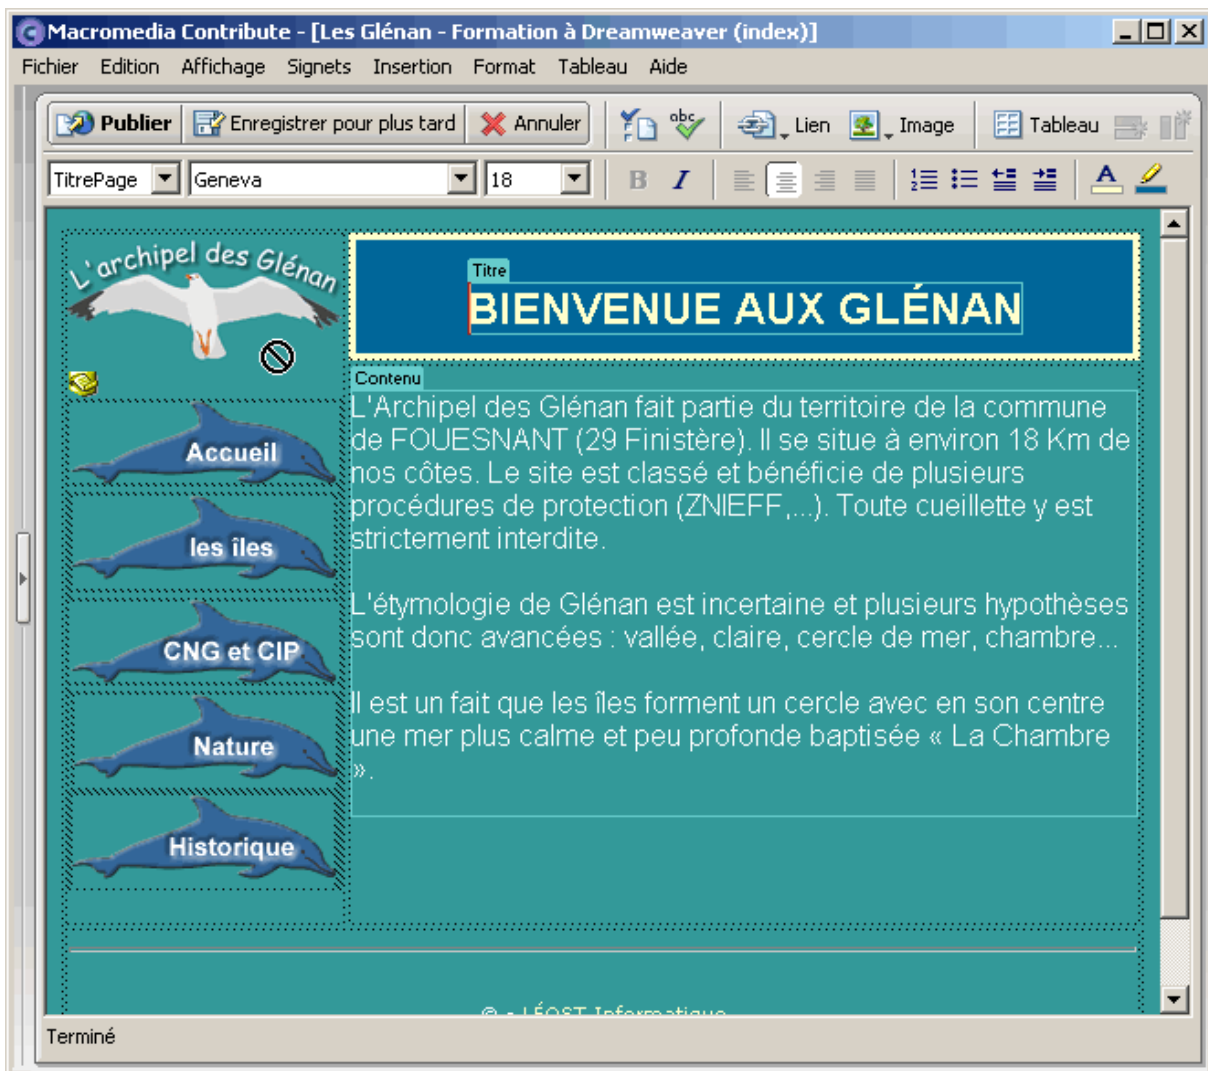 Macromedia Contribute - [Les Glénan - Formation à Dreamweaver (index)]
Fichier Edition Affichage Signets Insertion Format Tableau Aide
Publier Enregistrer pour plus tard Annuler abc Lien Image Tableau
TitrePage Geneva 18 B I A
L'archipel des Glénan
Titre
BIENVENUE AUX GLÉNAN
Contenu
L'Archipel des Glénan fait partie du territoire de la commune
de FOUESNANT (29 Finistère). Il se situe à environ 18 Km de
nos côtes. Le site est classé et bénéficie de plusieurs
procédures de protection (ZNIEFF,...). Toute cueillette y est
strictement interdite.
L'étymologie de Glénan est incertaine et plusieurs hypothèses
sont donc avancées : vallée, claire, cercle de mer, chambre...
Il est un fait que les îles forment un cercle avec en son centre
une mer plus calme et peu profonde baptisée « La Chambre
».
Accueil
les îles
CNG et CIP
Nature
Historique
© - LÉOST Informatique
Terminé